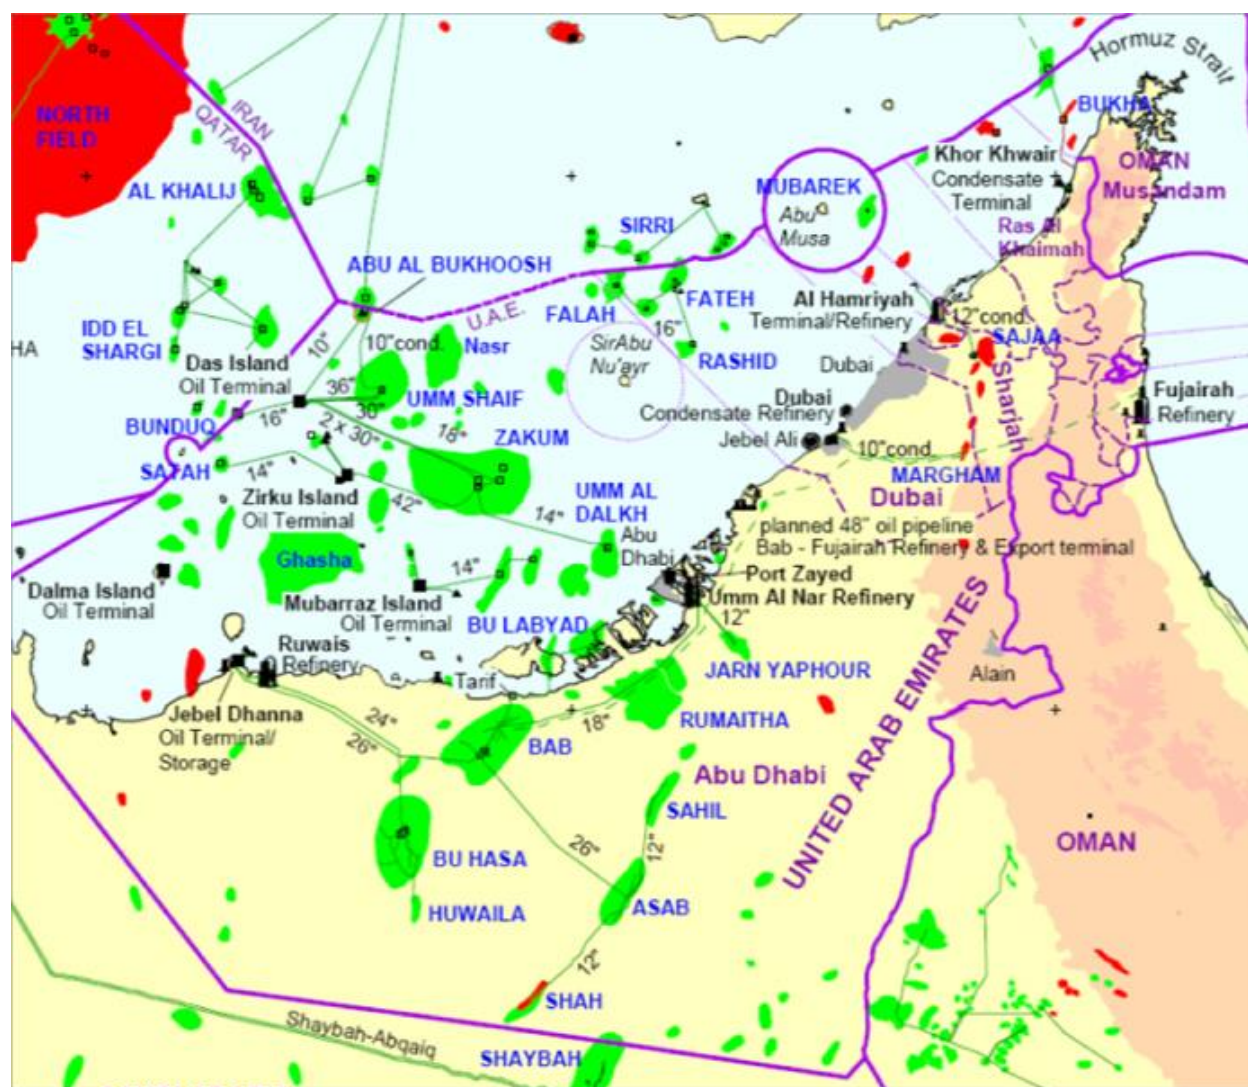 Hormuz Strait
BUKHA
NORTH
FIELD
IRAN
QATAR
Khor Khwair
Condensate
Terminal
OMAN
Musandam
AL KHALIJ
MUBAREK
Abu
Musa
SIRRI
Ras Al
Khaimah
ABU AL BUKHOOSH
U.A.E.
FALAH
FATEH
Al Hamriyah
Terminal/Refinery
12"cond.
SAJAA
IDD EL
SHARGI
HA
10"
10"cond.
Nasr
16"
SirAbu
Nu'ayr
RASHID
Dubai
Sharjah
Das Island
Oil Terminal
36"
30"
UMM SHAIF
Dubai
Condensate Refinery
Jebel Ali
Fujairah
Refinery
BUNDUQ
16"
2 x 30"
18"
ZAKUM
10"cond.
MARGHAM
SATAH
14"
Zirku Island
Oil Terminal
42"
14"
UMM AL
DALKH
Abu
Dhabi
Dubai
planned 48" oil pipeline
Bab - Fujairah Refinery & Export terminal
Ghasha
Dalma Island
Oil Terminal
14"
Mubarraz Island
Oil Terminal
Port Zayed
Umm Al Nar Refinery
12"
BU LABYAD
Ruwais
Refinery
Tarif
JARN YAPHOUR
UNITED ARAB EMIRATES
Alain
Jebel Dhanna
Oil Terminal/
Storage
24"
26"
BAB
18"
RUMAITHA
Abu Dhabi
SAHIL
12"
BU HASA
26"
OMAN
HUWAILA
ASAB
12"
SHAH
Shaybah-Abqaiq
SHAYBAH